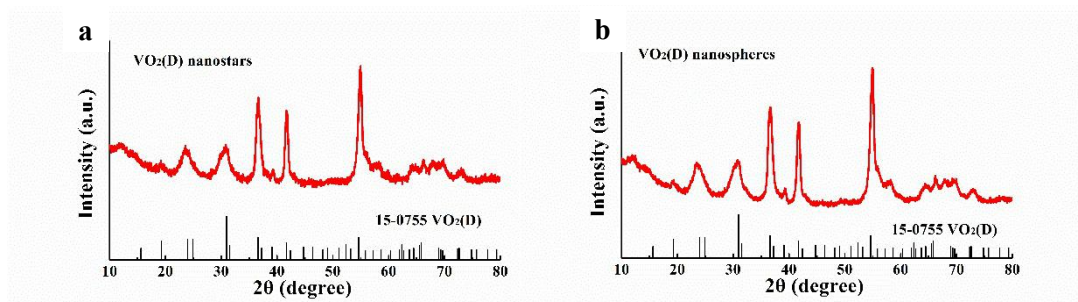 a
VO₂(D) nanostars
Intensity (a.u.)
15-0755 VO₂(D)
10 20 30 40 50 60 70 80
2θ (degree)
b
VO₂(D) nanospheres
Intensity (a.u.)
15-0755 VO₂(D)
10 20 30 40 50 60 70 80
2θ (degree)